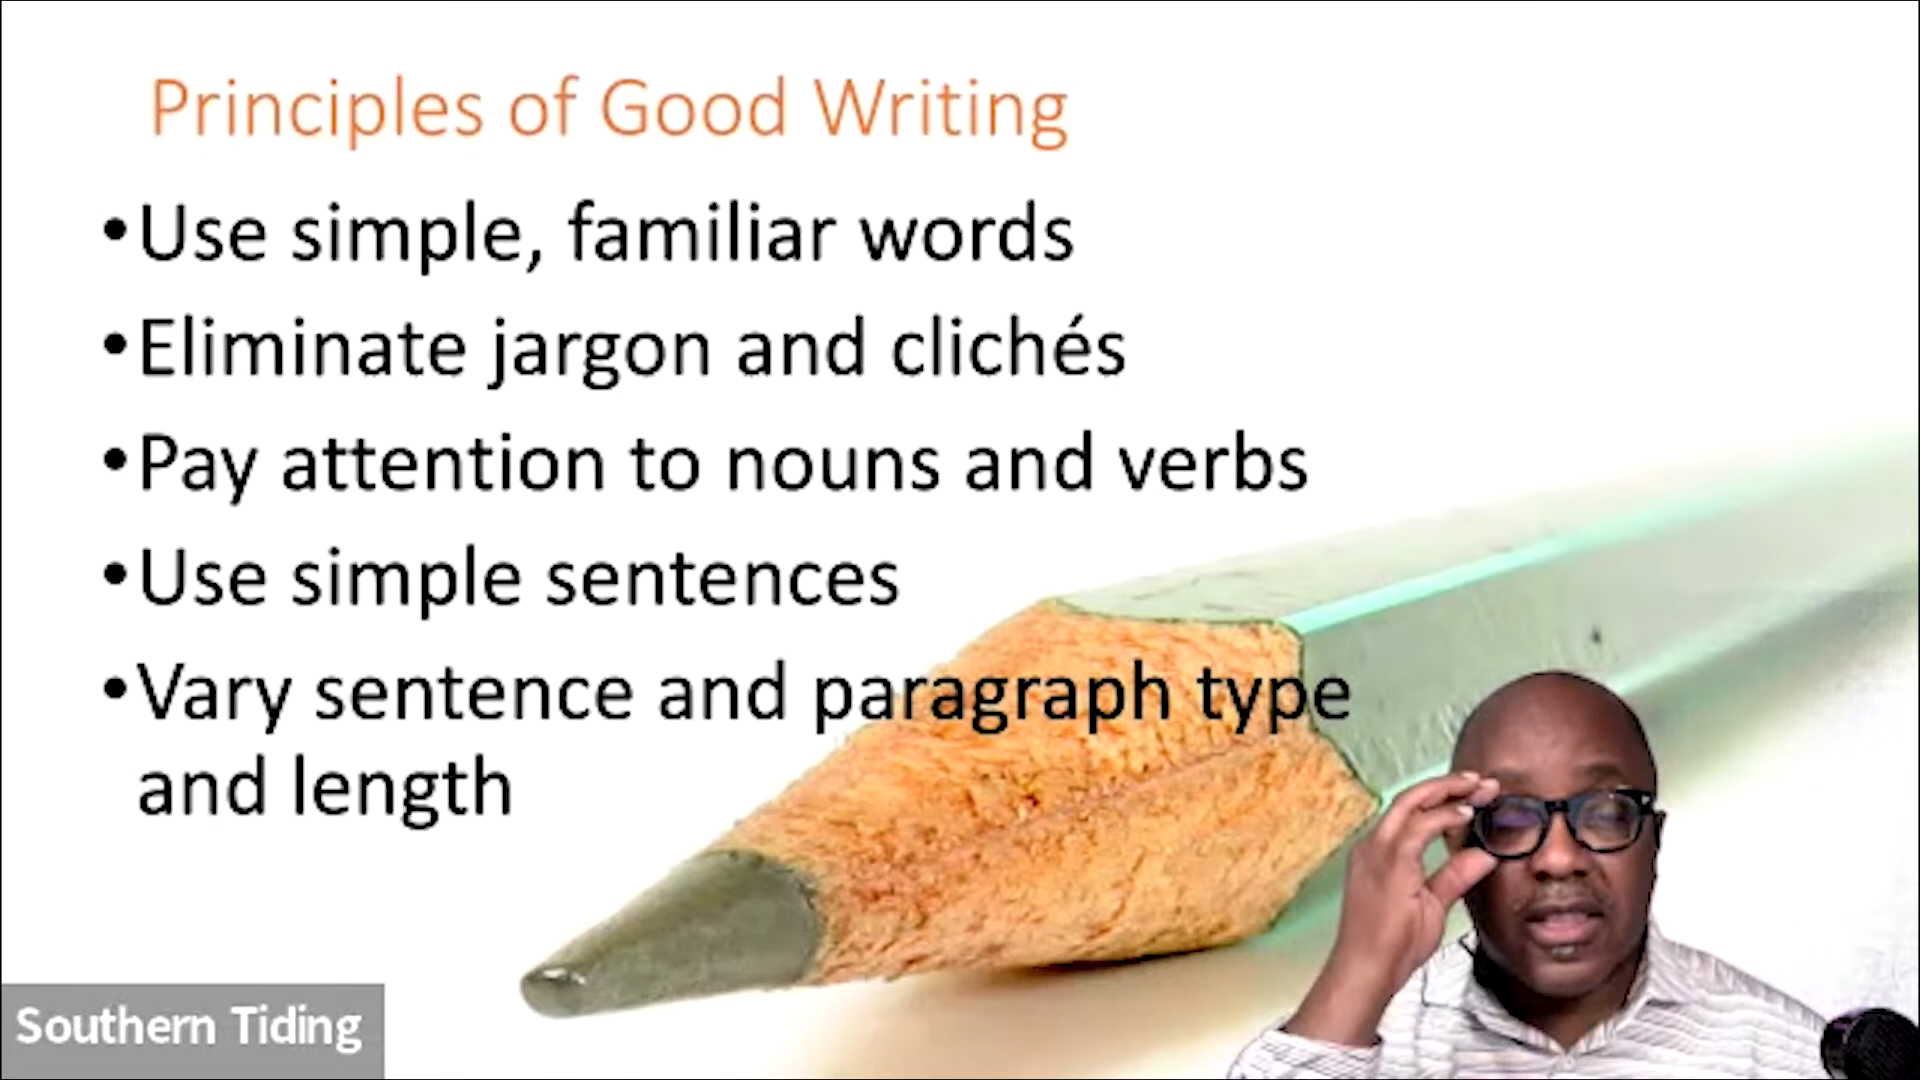 Principles of Good Writing
•Use simple, familiar words
•Eliminate jargon and clichés
•Pay attention to nouns and verbs
•Use simple sentences
•Vary sentence and paragraph type
and length
Southern Tiding